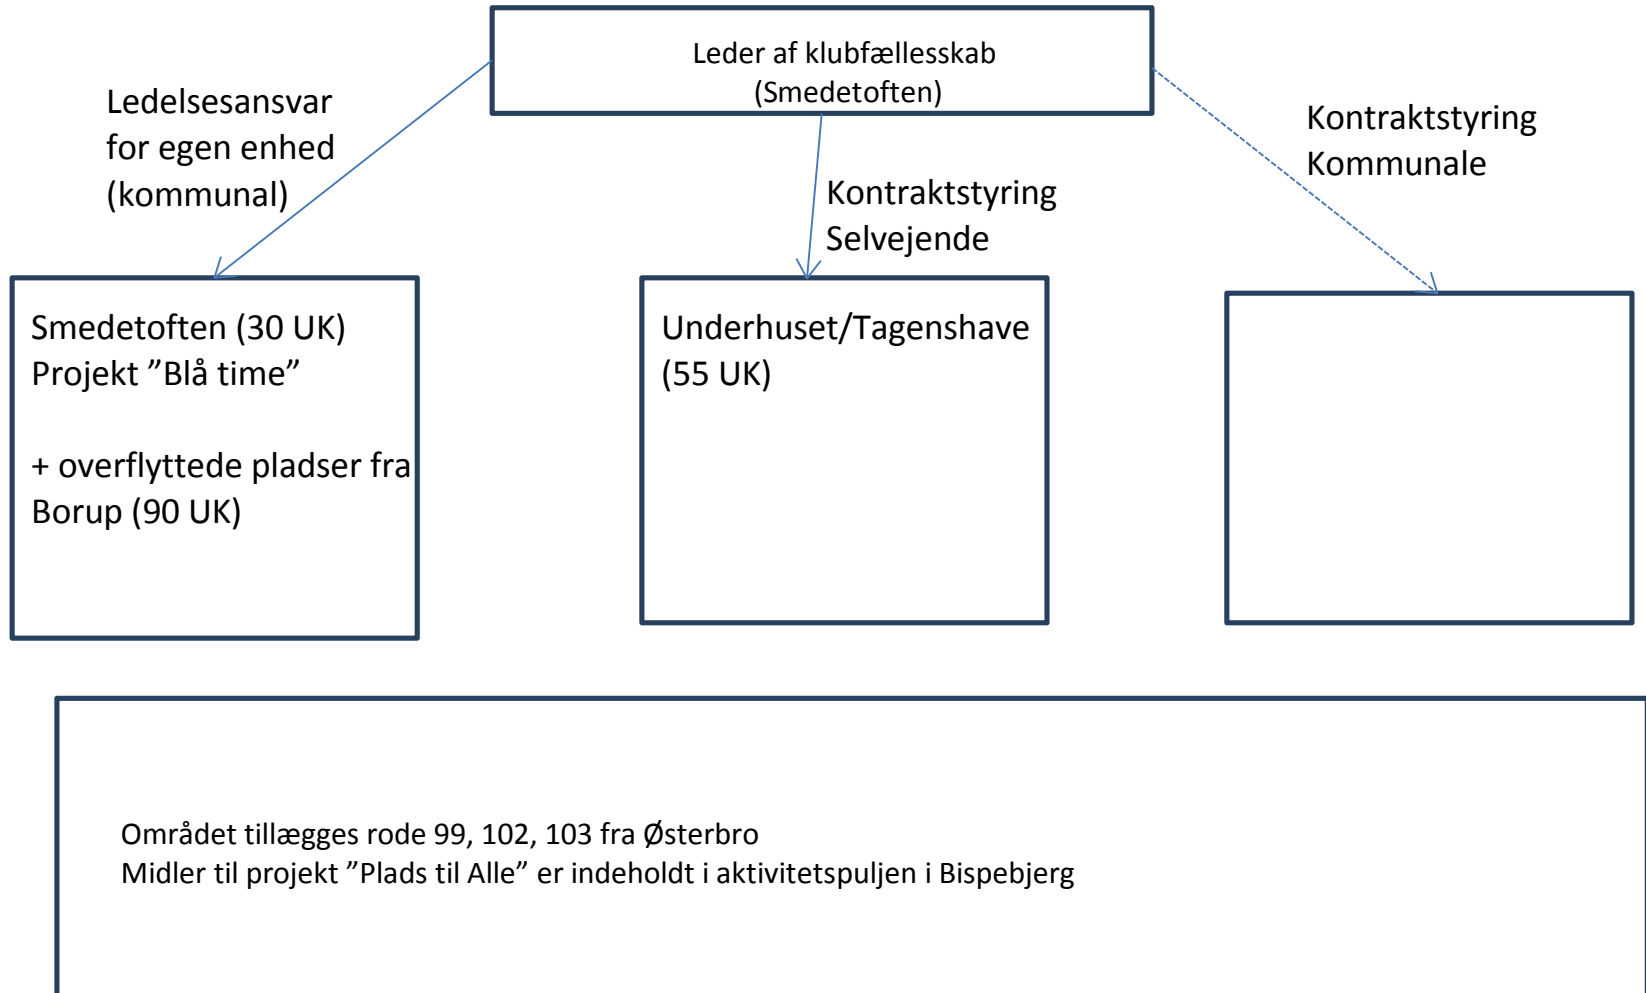 Leder af klubfællesskab
(Smedetoften)
Ledelsesansvar
for egen enhed
(kommunal)
Kontraktstyring
Selvejende
Kontraktstyring
Kommunale
Smedetoften (30 UK)
Projekt ”Blå time”
+ overflyttede pladser fra
Borup (90 UK)
Underhuset/Tagenshave
(55 UK)
Området tillægges rode 99, 102, 103 fra Østerbro
Midler til projekt ”Plads til Alle” er indeholdt i aktivitetspuljen i Bispebjerg